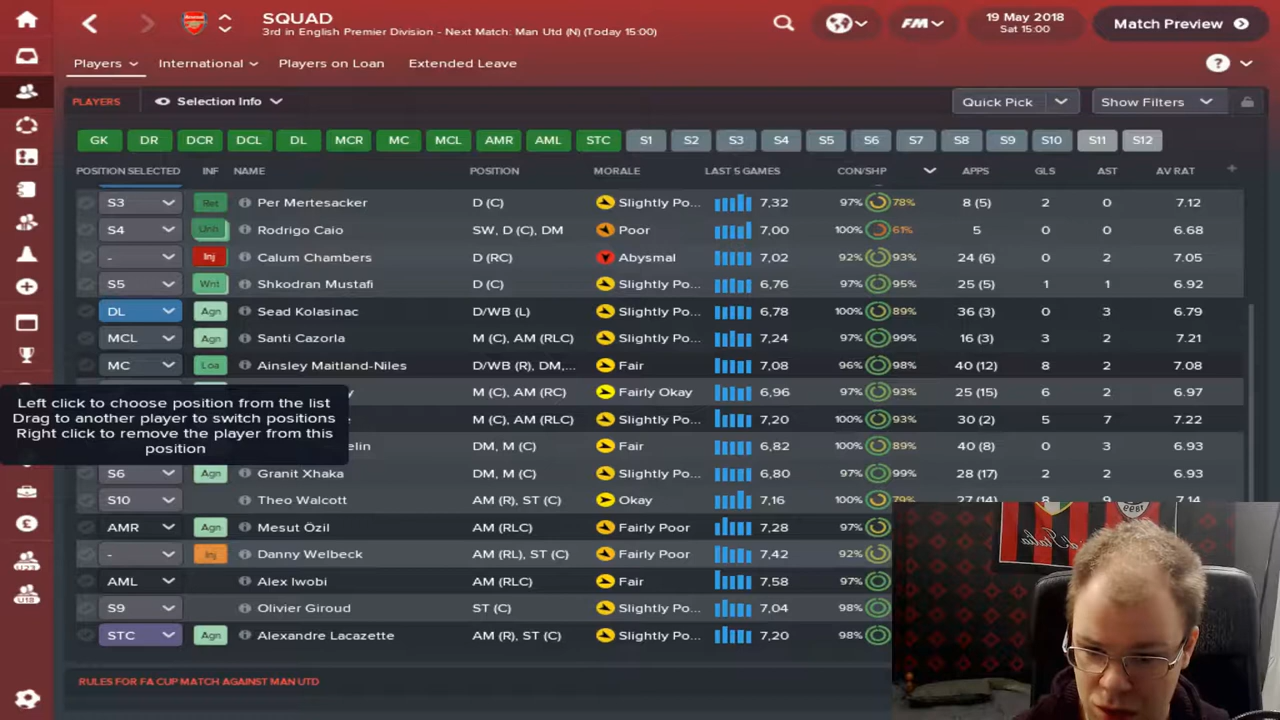 SQUAD
3rd in English Premier Division - Next Match: Man Utd (N) (Today 15:00)
FM
19 May 2018
Sat 15:00
Match Preview
Players
International
Players on Loan
Extended Leave
?
PLAYERS
Selection Info
Quick Pick
Show Filters
GK DR DCR DCL DL MCR MC MCL AMR AML STC S1 S2 S3 S4 S5 S6 S7 S8 S9 S10 S11 S12
POSITION SELECTED INF NAME POSITION MORALE LAST 5 GAMES CON/SHP APPS GLS AST AV RAT +
S3 Ret Per Mertesacker D (C) Slightly Po... 7,32 97% 78% 8 (5) 2 0 7.12
S4 Unh Rodrigo Caio SW, D (C), DM Poor 7,00 100% 61% 5 0 0 6.68
- Inj Calum Chambers D (RC) Abysmal 7,02 92% 93% 24 (6) 0 2 7.05
S5 Wnt Shkodran Mustafi D (C) Slightly Po... 6,76 97% 95% 25 (5) 1 1 6.92
DL Agn Sead Kolasinac D/WB (L) Slightly Po... 6,78 100% 89% 36 (3) 0 3 6.79
MCL Agn Santi Cazorla M (C), AM (RLC) Slightly Po... 7,24 97% 99% 16 (3) 3 2 7.21
MC Loa Ainsley Maitland-Niles D/WB (R), DM,... Fair 7,08 96% 98% 40 (12) 8 2 7.08
M (C), AM (RLC) Fairly Okay 6,96 97% 93% 25 (15) 6 2 6.97
M (C), AM (RLC) Slightly Po... 7,20 100% 93% 30 (2) 5 7 7.22
elin DM, M (C) Fair 6,82 100% 89% 40 (8) 0 3 6.93
S6 Agn Granit Xhaka DM, M (C) Slightly Po... 6,80 97% 99% 28 (17) 2 2 6.93
S10 Theo Walcott AM (R), ST (C) Okay 7,16 100% 79% 27 (14) 8 9 7.14
AMR Agn Mesut Özil AM (RLC) Fairly Poor 7,28 97%
- Inj Danny Welbeck AM (RL), ST (C) Fairly Poor 7,42 92%
AML Alex Iwobi AM (RLC) Fair 7,58 97%
S9 Olivier Giroud ST (C) Slightly Po... 7,04 98%
STC Agn Alexandre Lacazette AM (R), ST (C) Slightly Po... 7,20 98%
Left click to choose position from the list
Drag to another player to switch positions
Right click to remove the player from this
position
RULES FOR FA CUP MATCH AGAINST MAN UTD
U23
U18
1899